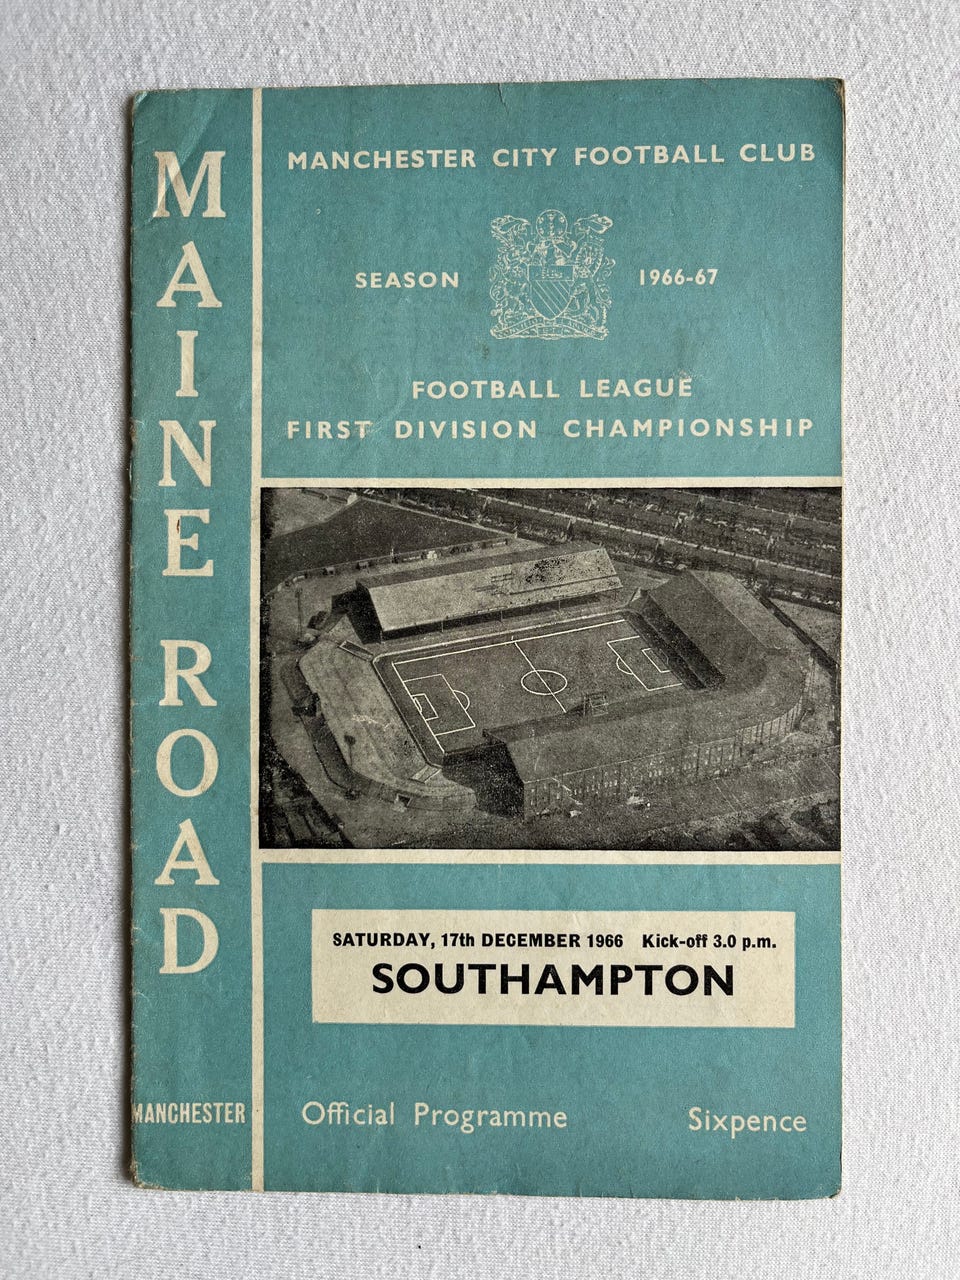 MAINE ROAD
MANCHESTER
MANCHESTER CITY FOOTBALL CLUB
SEASON 1966-67
FOOTBALL LEAGUE
FIRST DIVISION CHAMPIONSHIP
SATURDAY, 17th DECEMBER 1966 Kick-off 3.0 p.m.
SOUTHAMPTON
Official Programme Sixpence